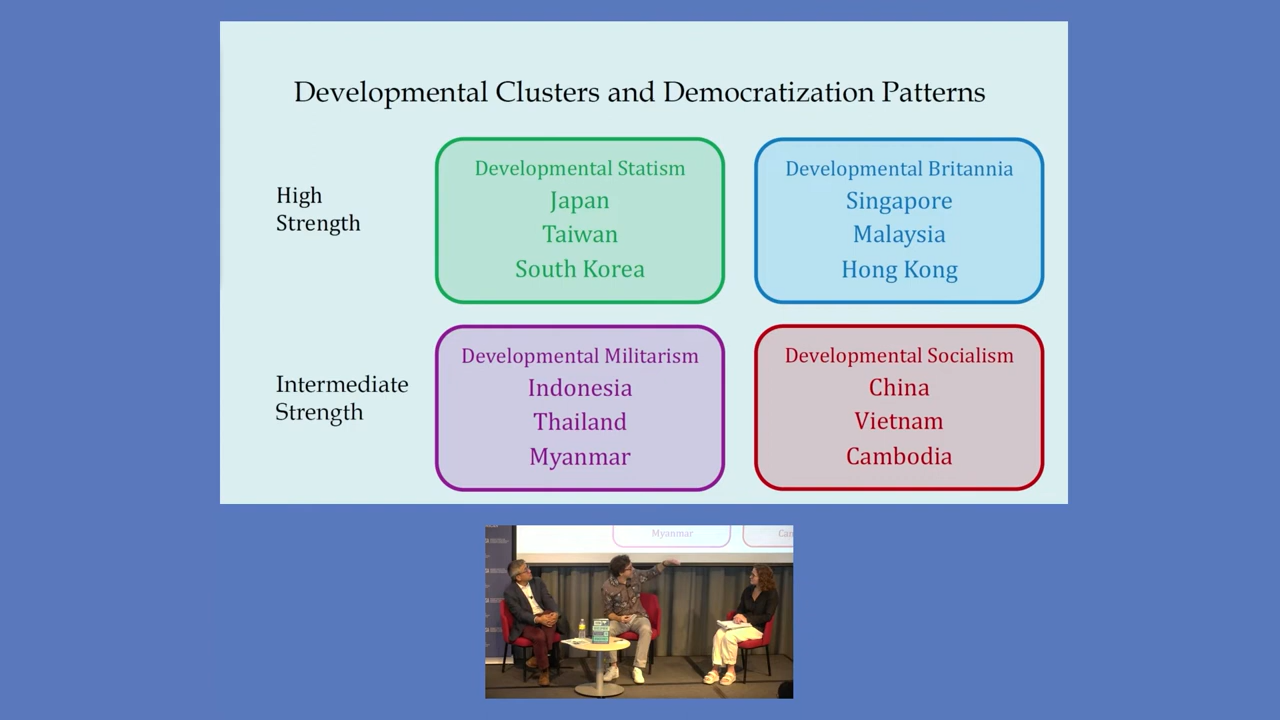 Developmental Clusters and Democratization Patterns
High
Strength
Developmental Statism
Japan
Taiwan
South Korea
Developmental Britannia
Singapore
Malaysia
Hong Kong
Intermediate
Strength
Developmental Militarism
Indonesia
Thailand
Myanmar
Developmental Socialism
China
Vietnam
Cambodia
Myanmar
Cam